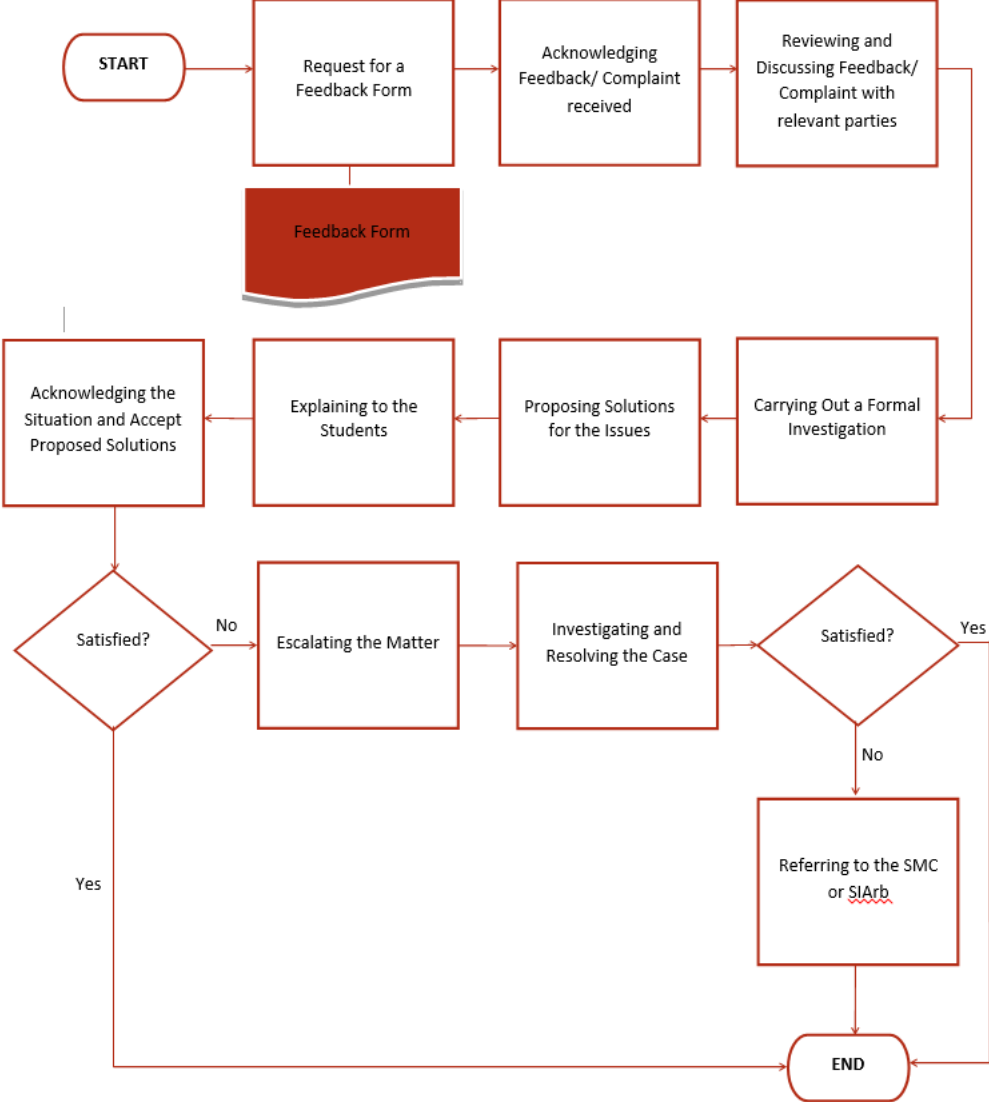 START
Request for a
Feedback Form
Acknowledging
Feedback/ Complaint
received
Reviewing and
Discussing Feedback/
Complaint with
relevant parties
Feedback Form
Acknowledging the
Situation and Accept
Proposed Solutions
Explaining to the
Students
Proposing Solutions
for the Issues
Carrying Out a Formal
Investigation
Satisfied?
No
Escalating the Matter
Investigating and
Resolving the Case
Satisfied?
Yes
No
Referring to the SMC
or SIArb
Yes
END